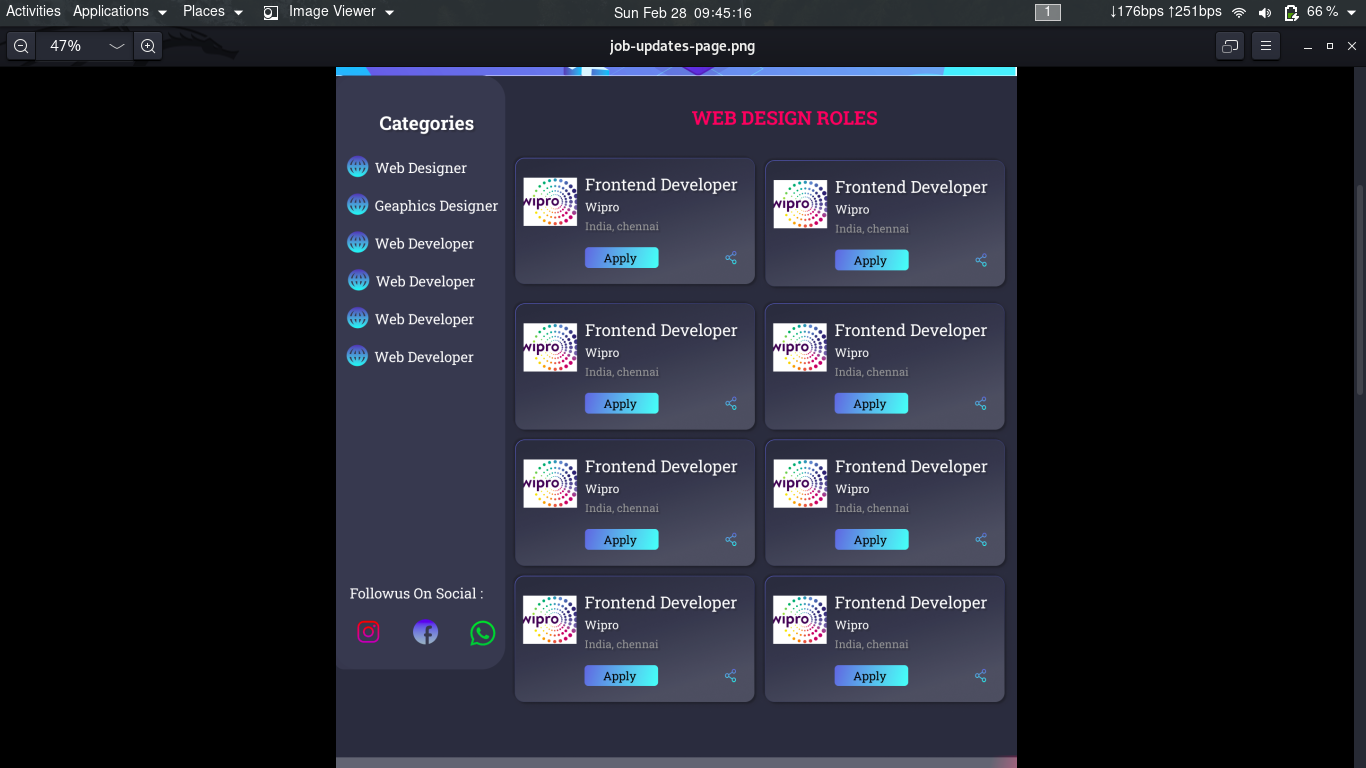 Activities Applications Places Image Viewer Sun Feb 28 09:45:16 1 ↓176bps ↑251bps 66 %
47% job-updates-page.png
Categories
Web Designer
Geaphics Designer
Web Developer
Web Developer
Web Developer
Web Developer
Followus On Social :
WEB DESIGN ROLES
wipro
Frontend Developer
Wipro
India, chennai
Apply
wipro
Frontend Developer
Wipro
India, chennai
Apply
wipro
Frontend Developer
Wipro
India, chennai
Apply
wipro
Frontend Developer
Wipro
India, chennai
Apply
wipro
Frontend Developer
Wipro
India, chennai
Apply
wipro
Frontend Developer
Wipro
India, chennai
Apply
wipro
Frontend Developer
Wipro
India, chennai
Apply
wipro
Frontend Developer
Wipro
India, chennai
Apply